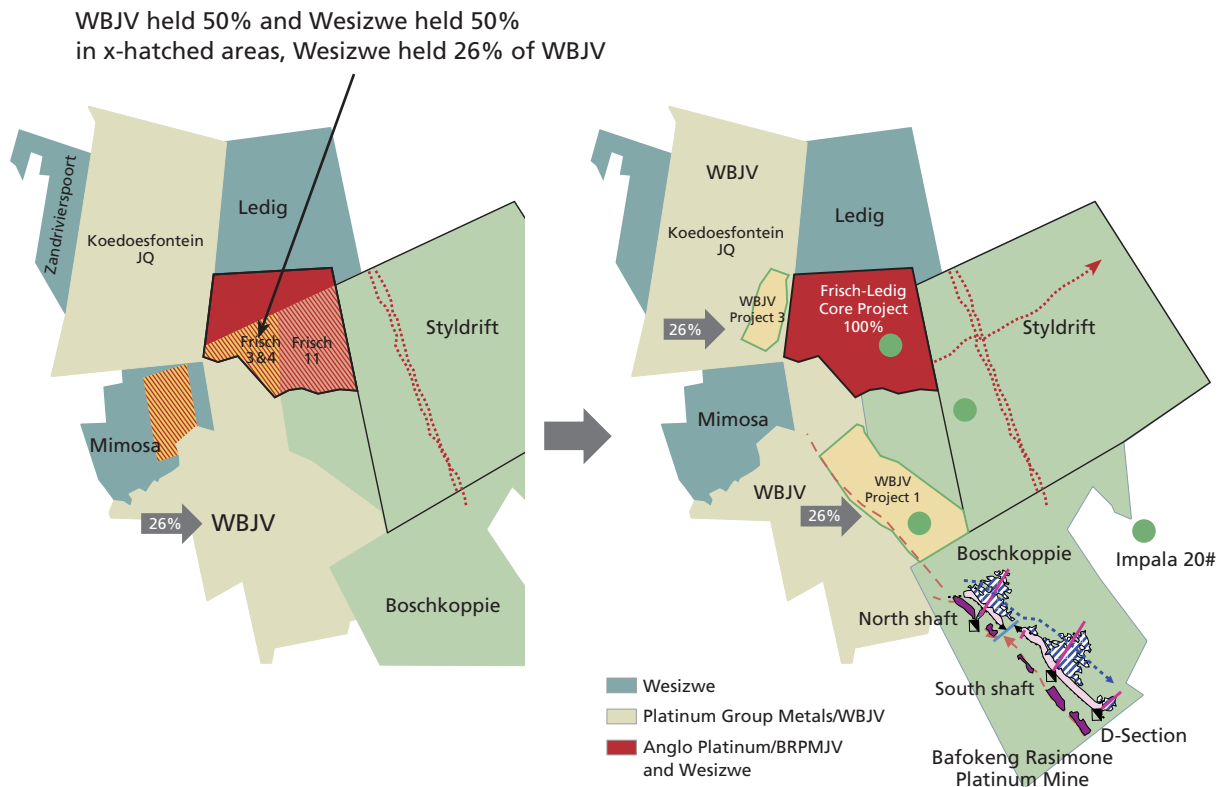 WBJV held 50% and Wesizwe held 50%
in x-hatched areas, Wesizwe held 26% of WBJV
Zandrivierspoort
Koedoesfontein
JQ
Ledig
Frisch
3&4
Frisch
11
Styldrift
Mimosa
26%
WBJV
Boschkoppie
WBJV
Koedoesfontein
JQ
Ledig
26%
WBJV
Project 3
Frisch-Ledig
Core Project
100%
Styldrift
Mimosa
WBJV
26%
WBJV
Project 1
Boschkoppie
Impala 20#
North shaft
South shaft
D-Section
Bafokeng Rasimone
Platinum Mine
Wesizwe
Platinum Group Metals/WBJV
Anglo Platinum/BRPMJV
and Wesizwe